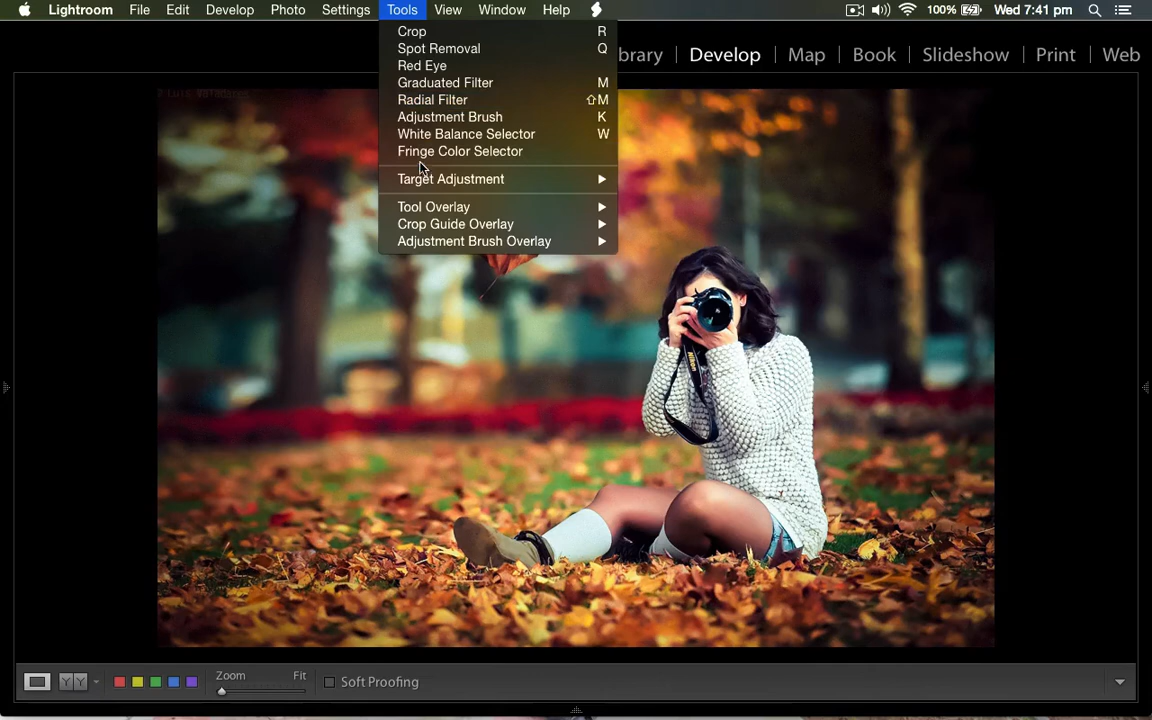 Lightroom File Edit Develop Photo Settings Tools View Window Help 100% Wed 7:41 pm
Crop R
Spot Removal Q
Red Eye
Graduated Filter M
Radial Filter ⇧M
Adjustment Brush K
White Balance Selector W
Fringe Color Selector
Target Adjustment
Tool Overlay
Crop Guide Overlay
Adjustment Brush Overlay
brary | Develop | Map | Book | Slideshow | Print | Web
Nikon
YY Zoom Fit Soft Proofing